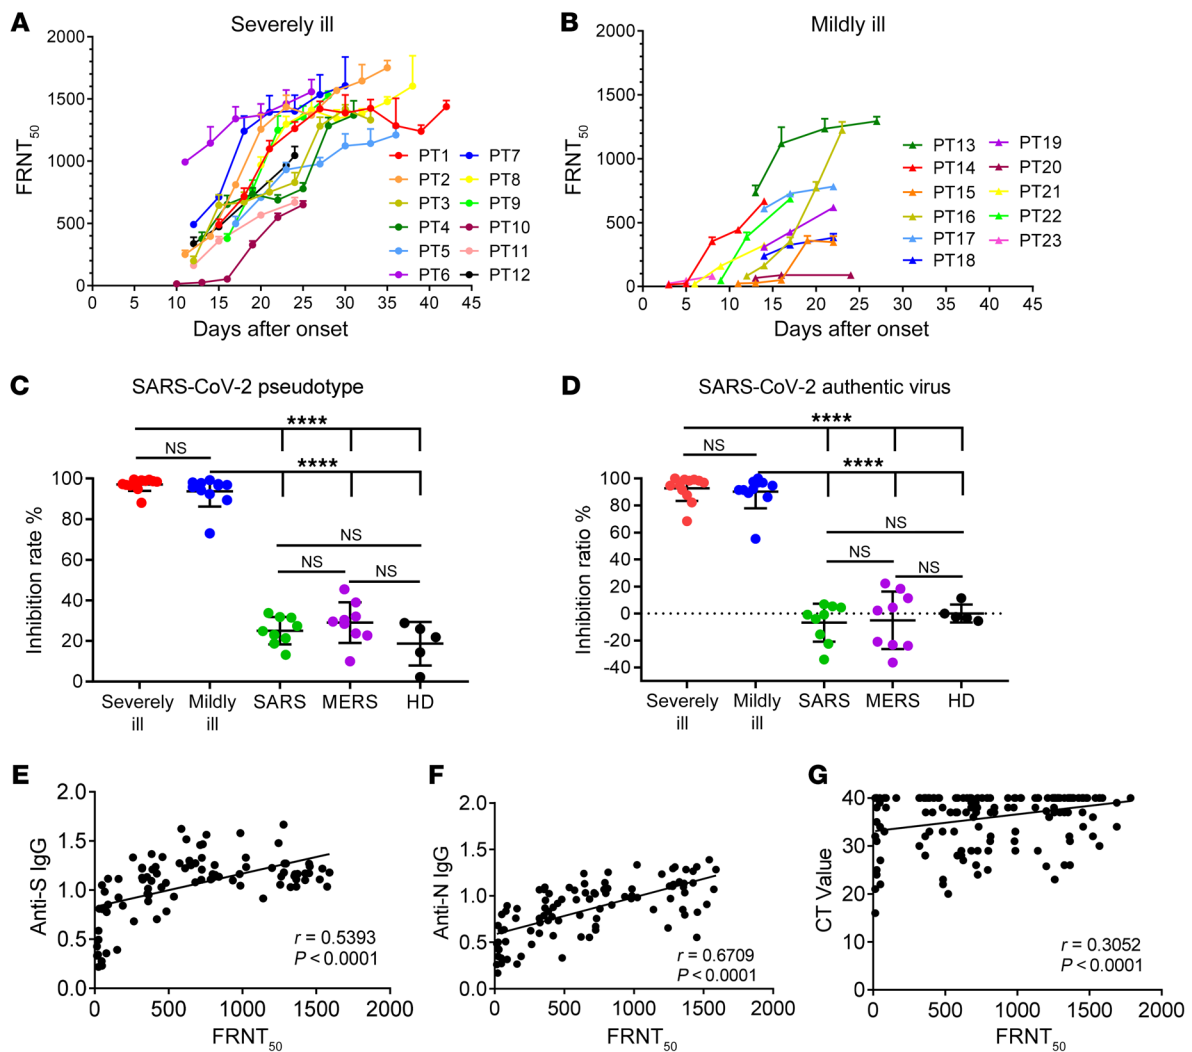 A
Severely ill
FRNT50
2000
1500
1000
500
0
0 5 10 15 20 25 30 35 40 45
Days after onset
PT1 PT7
PT2 PT8
PT3 PT9
PT4 PT10
PT5 PT11
PT6 PT12
B
Mildly ill
FRNT50
2000
1500
1000
500
0
0 5 10 15 20 25 30 35 40 45
Days after onset
PT13 PT19
PT14 PT20
PT15 PT21
PT16 PT22
PT17 PT23
PT18
C
SARS-CoV-2 pseudotype
****
NS
****
NS
NS
NS
Inhibition rate %
100
80
60
40
20
0
Severely ill
Mildly ill
SARS
MERS
HD
D
SARS-CoV-2 authentic virus
****
NS
****
NS
NS
NS
Inhibition ratio %
100
80
60
40
20
0
-20
-40
Severely ill
Mildly ill
SARS
MERS
HD
E
Anti-S IgG
2.0
1.5
1.0
0.5
0.0
r = 0.5393
P < 0.0001
0 500 1000 1500 2000
FRNT50
F
Anti-N IgG
2.0
1.5
1.0
0.5
0.0
r = 0.6709
P < 0.0001
0 500 1000 1500 2000
FRNT50
G
CT Value
40
30
20
10
0
r = 0.3052
P < 0.0001
0 500 1000 1500 2000
FRNT50